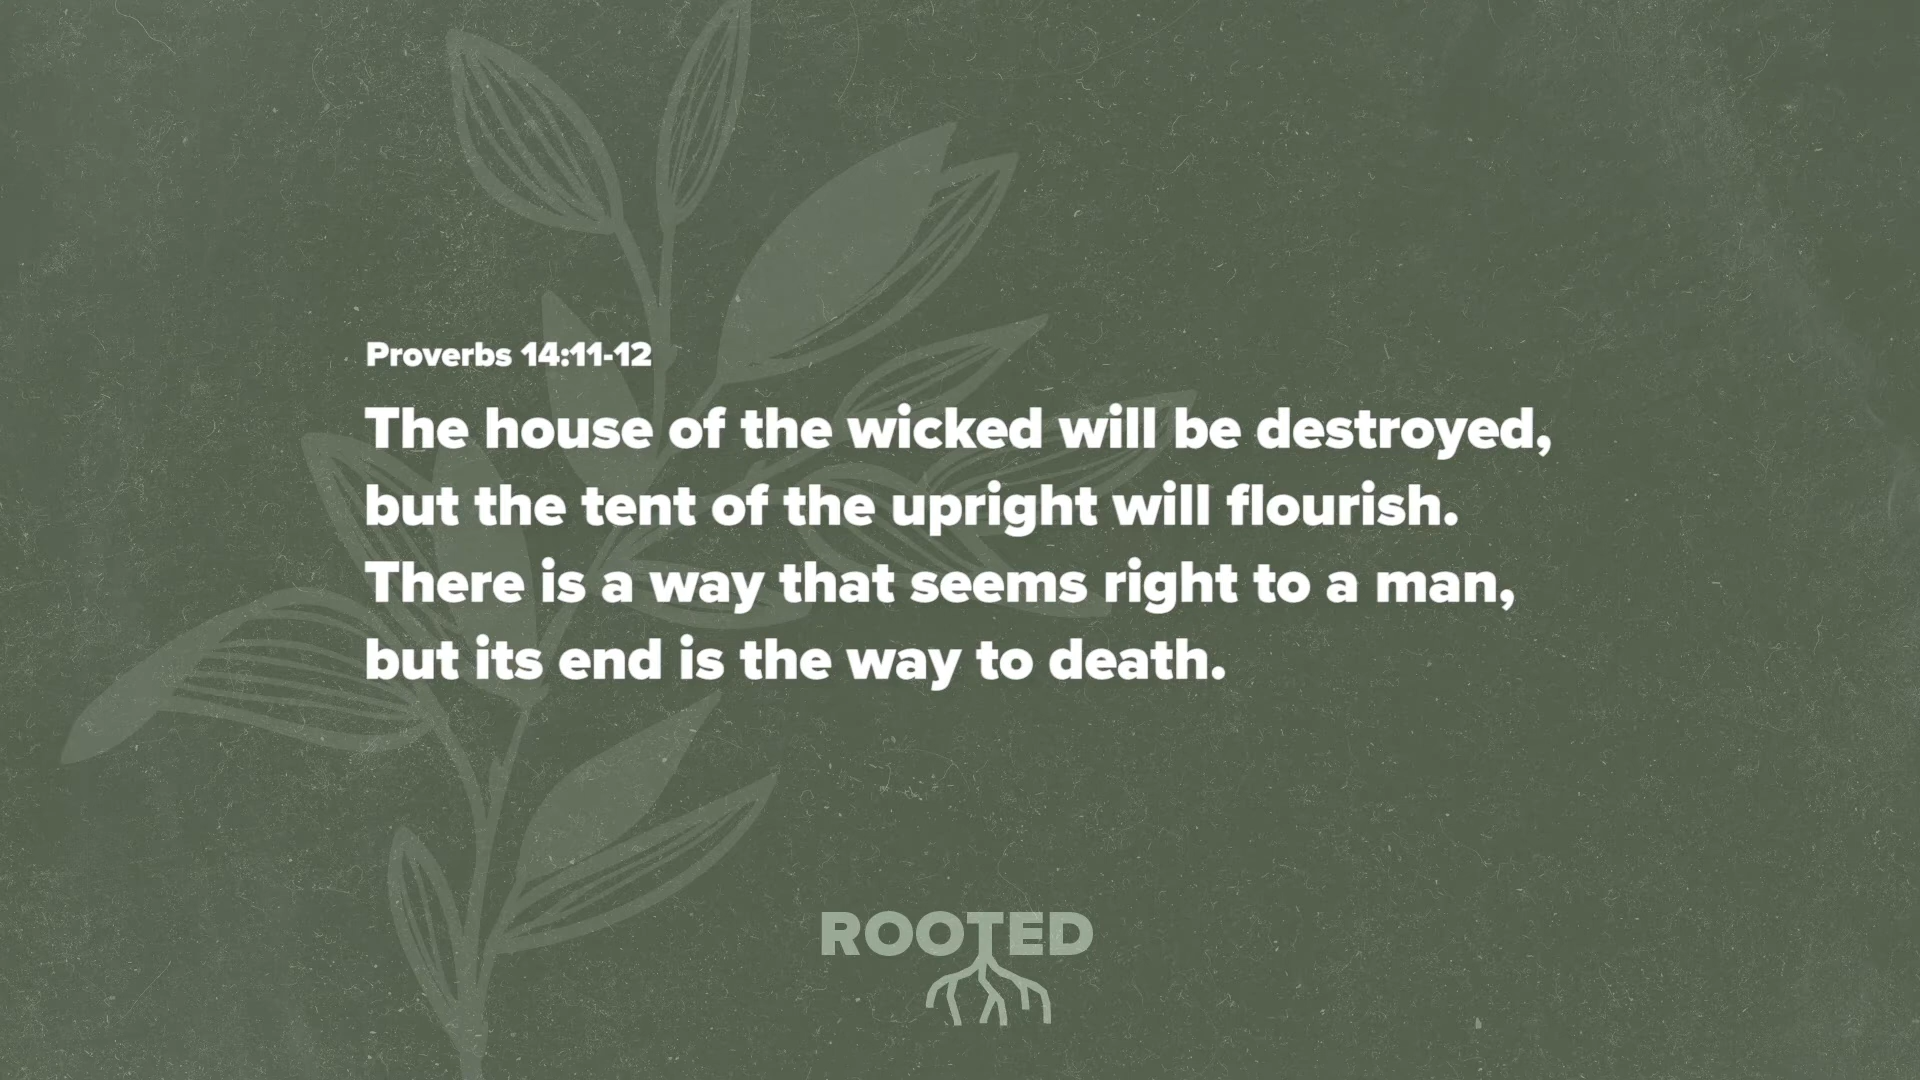 Proverbs 14:11-12
The house of the wicked will be destroyed,
but the tent of the upright will flourish.
There is a way that seems right to a man,
but its end is the way to death.
ROOTED